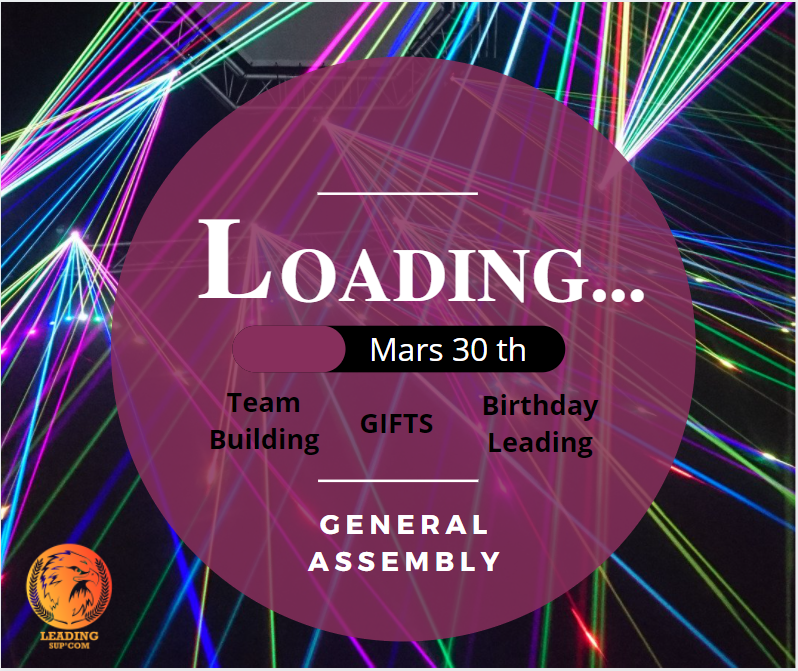 LOADING...
Mars 30 th
Team
Building
GIFTS
Birthday
Leading
GENERAL
ASSEMBLY
LEADING
SUP'COM